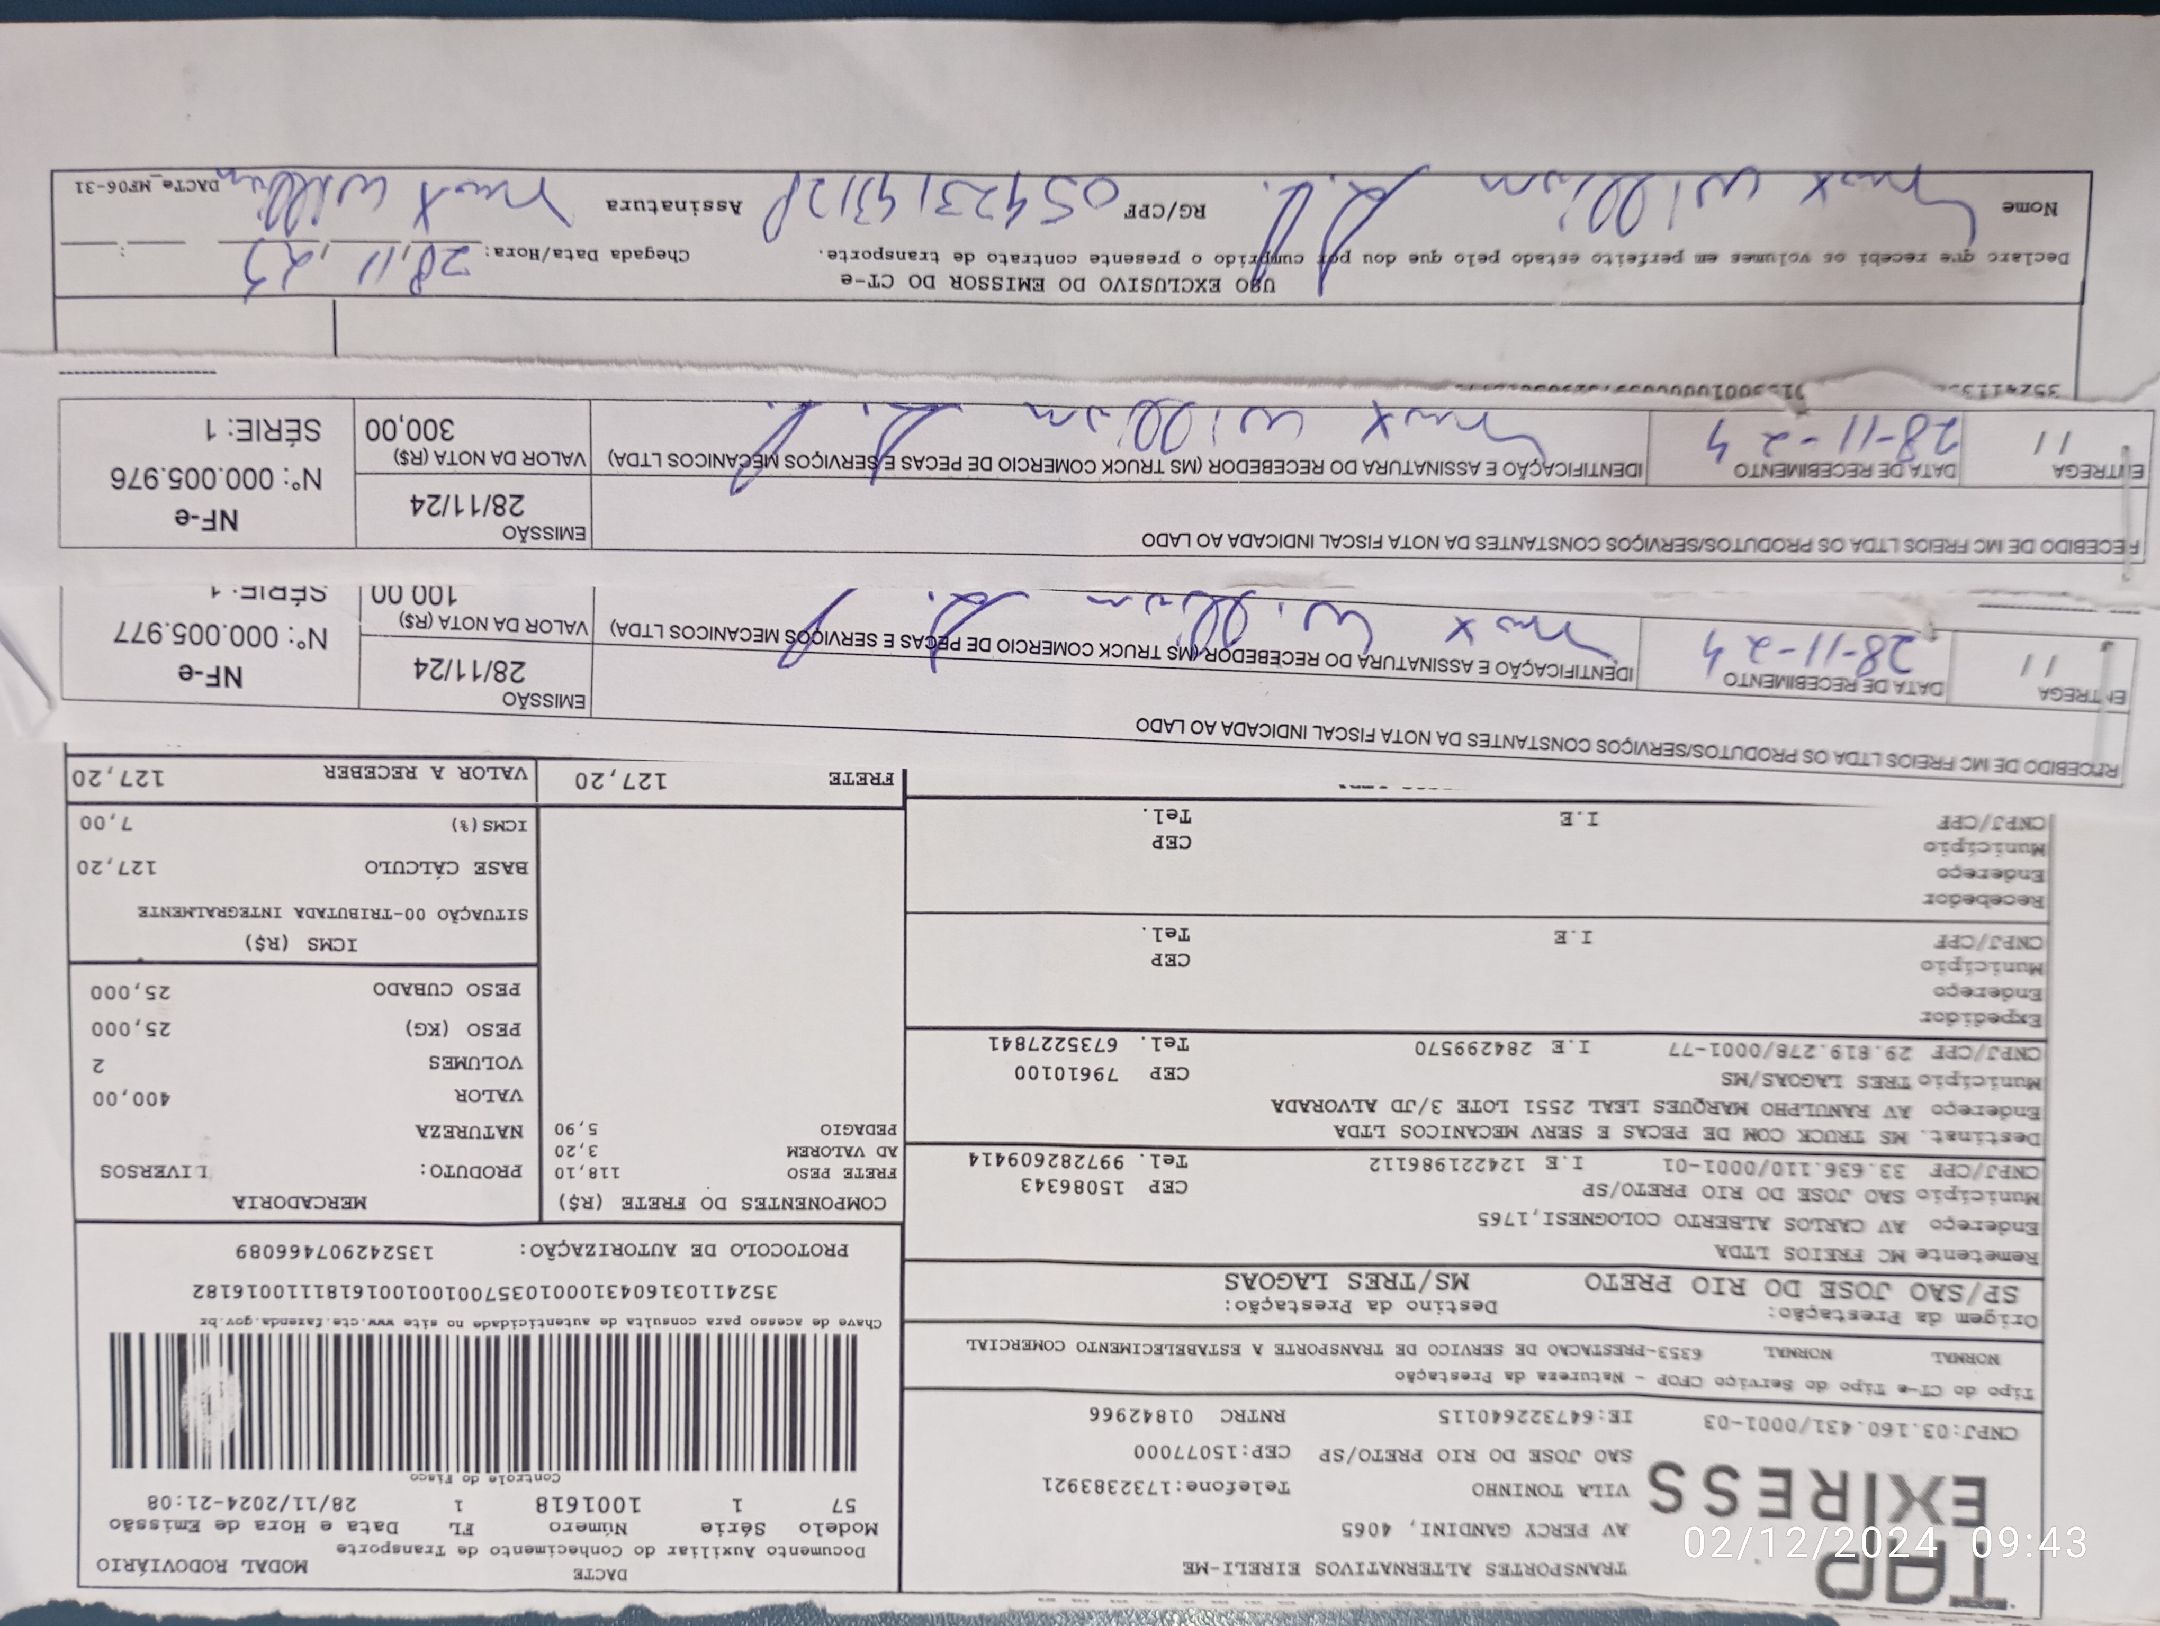 TAP
EXIRESS
TRANSPORTES ALTERNATIVOS EIRELI-ME
AV PERCY GANDINI, 4065
VILA TONINHO Telefone:1732383921
SAO JOSE DO RIO PRETO/SP CEP:15077000
CNPJ:03.160.431/0001-03 IE:647322640115 RNTRC 01842966
DACTE MODAL RODOVIÁRIO
Documento Auxiliar do Conhecimento de Transporte
Modelo Série Número FL Data e Hora de Emissão
57 1 1001618 1 28/11/2024-21:08
Controle do Fisco
Chave de acesso para consulta de autenticidade no site www.cte.fazenda.gov.br
35241103160431000103570010010016181110016182
PROTOCOLO DE AUTORIZAÇÃO: 135242907466089
Tipo do CT-e Tipo do Serviço CFOP - Natureza da Prestação
NORMAL NORMAL 6353-PRESTACAO DE SERVICO DE TRANSPORTE A ESTABELECIMENTO COMERCIAL
Origem da Prestação: Destino da Prestação:
SP/SAO JOSE DO RIO PRETO MS/TRES LAGOAS
Remetente MC FREIOS LTDA
Endereço AV CARLOS ALBERTO COLOGNESI,1765
Município SAO JOSE DO RIO PRETO/SP CEP 15086343
CNPJ/CPF 33.636.110/0001-01 I.E 124221986112 Tel. 997282609414
Destinat. MS TRUCK COM DE PECAS E SERV MECANICOS LTDA
Endereço AV RANULPHO MARQUES LEAL 2551 LOTE 3/JD ALVORADA
Município TRES LAGOAS/MS CEP 79610100
CNPJ/CPF 29.819.278/0001-77 I.E 284299570 Tel. 6735227841
Expedidor
Endereço
Município CEP
CNPJ/CPF I.E Tel.
Recebedor
Endereço
Município CEP
CNPJ/CPF I.E Tel.
COMPONENTES DO FRETE (R$)
FRETE PESO 118,10
AD VALOREM 3,20
PEDAGIO 5,90
FRETE 127,20
MERCADORIA
PRODUTO: LIVERSOS
NATUREZA
VALOR 400,00
VOLUMES 2
PESO (KG) 25,000
PESO CUBADO 25,000
ICMS (R$)
SITUAÇÃO 00-TRIBUTADA INTEGRALMENTE
BASE CÁLCULO 127,20
ICMS(%) 7,00
VALOR A RECEBER 127,20
RECEBIDO DE MC FREIOS LTDA OS PRODUTOS/SERVIÇOS CONSTANTES DA NOTA FISCAL INDICADA AO LADO
ENTREGA DATA DE RECEBIMENTO IDENTIFICAÇÃO E ASSINATURA DO RECEBEDOR (MS TRUCK COMERCIO DE PECAS E SERVIÇOS MECANICOS LTDA)
/ / 28-11-24 max William
EMISSÃO
28/11/24
VALOR DA NOTA (R$)
100,00
NF-e
Nº: 000.005.977
SÉRIE: 1
RECEBIDO DE MC FREIOS LTDA OS PRODUTOS/SERVIÇOS CONSTANTES DA NOTA FISCAL INDICADA AO LADO
ENTREGA DATA DE RECEBIMENTO IDENTIFICAÇÃO E ASSINATURA DO RECEBEDOR (MS TRUCK COMERCIO DE PECAS E SERVIÇOS MECANICOS LTDA)
/ / 28-11-24 max William
EMISSÃO
28/11/24
VALOR DA NOTA (R$)
300,00
NF-e
Nº: 000.005.976
SÉRIE: 1
USO EXCLUSIVO DO EMISSOR DO CT-e
Declaro que recebi os volumes em perfeito estado pelo que dou por cumprido o presente contrato de transporte. Chegada Data/Hora: 28,11,25 :
Nome max William RG/CPF Assinatura max William
DACTe_MF06-31
02/12/2024 09:43